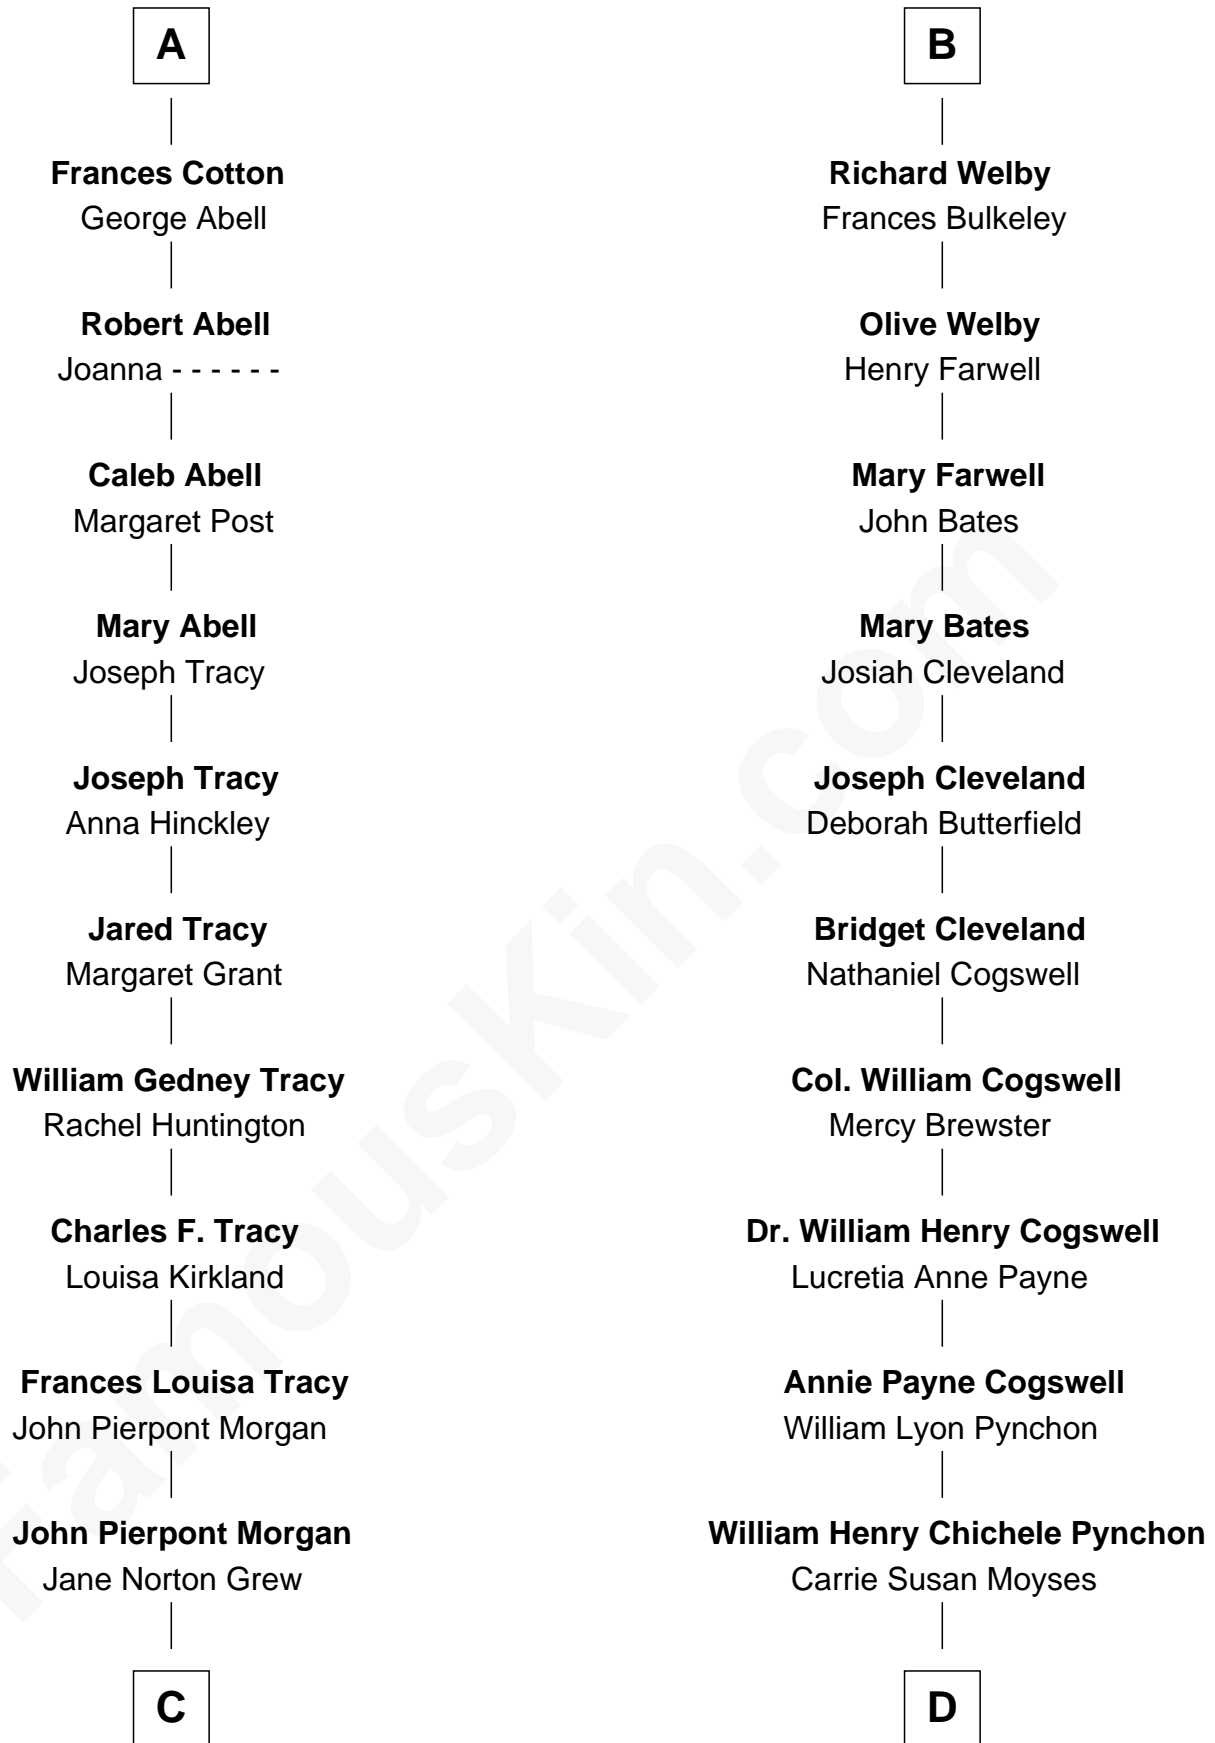 A
Frances Cotton
George Abell
Robert Abell
Joanna - - - - - -
Caleb Abell
Margaret Post
Mary Abell
Joseph Tracy
Joseph Tracy
Anna Hinckley
Jared Tracy
Margaret Grant
William Gedney Tracy
Rachel Huntington
Charles F. Tracy
Louisa Kirkland
Frances Louisa Tracy
John Pierpont Morgan
John Pierpont Morgan
Jane Norton Grew
C
B
Richard Welby
Frances Bulkeley
Olive Welby
Henry Farwell
Mary Farwell
John Bates
Mary Bates
Josiah Cleveland
Joseph Cleveland
Deborah Butterfield
Bridget Cleveland
Nathaniel Cogswell
Col. William Cogswell
Mercy Brewster
Dr. William Henry Cogswell
Lucretia Anne Payne
Annie Payne Cogswell
William Lyon Pynchon
William Henry Chichele Pynchon
Carrie Susan Moyses
D
FamousKin.com